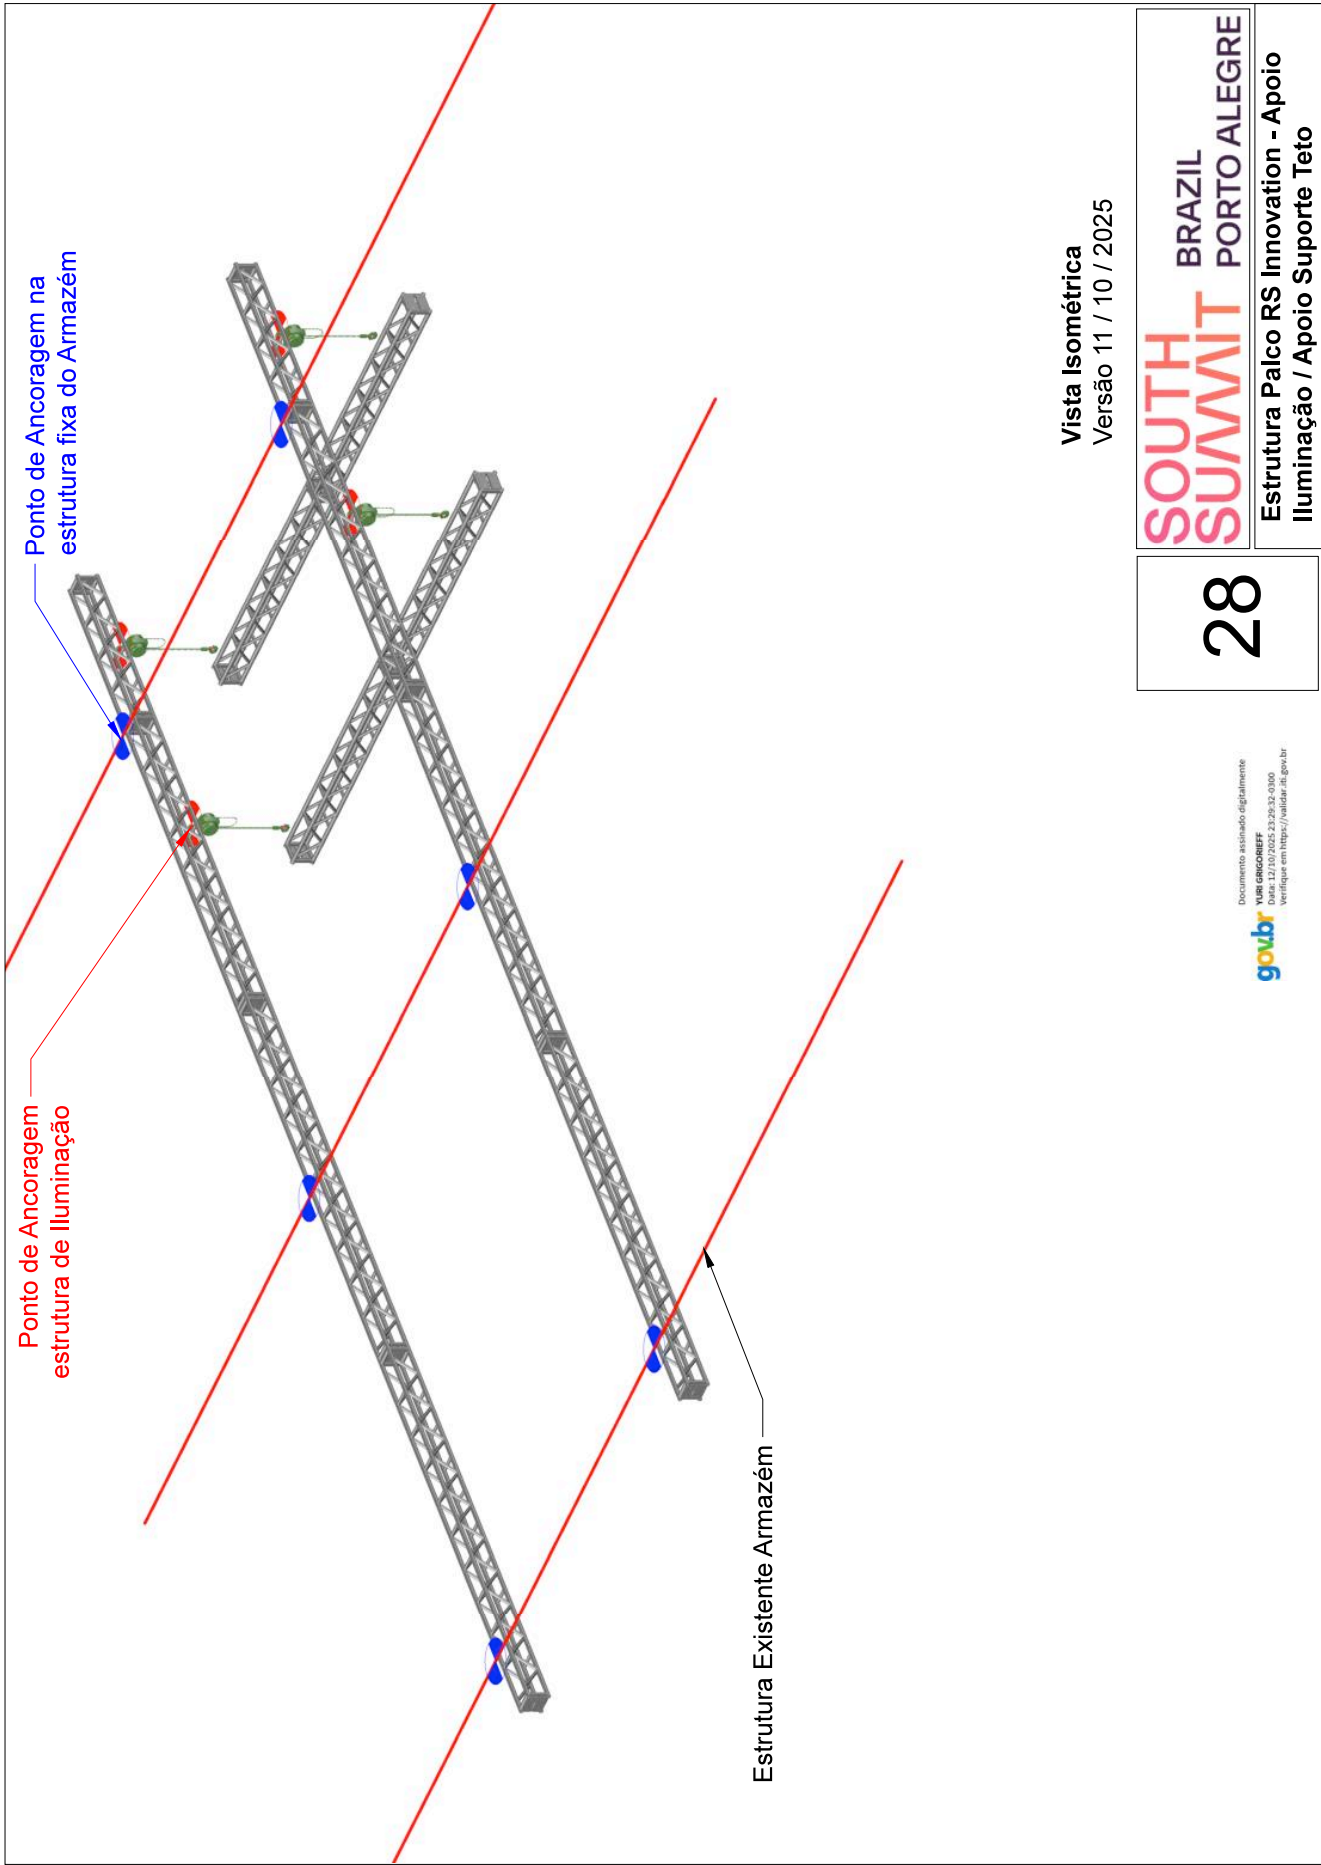 Ponto de Ancoragem
estrutura de Iluminação
Ponto de Ancoragem na
estrutura fixa do Armazém
Estrutura Existente Armazém
Vista Isométrica
Versão 11 / 10 / 2025
gov.br
Documento assinado digitalmente
YURI GRIGORIEFF
Data: 12/10/2025 23:29:32-0300
Verifique em https://validar.iti.gov.br
28
SOUTH
SUMMIT
BRAZIL
PORTO ALEGRE
Estrutura Palco RS Innovation - Apoio
Iluminação / Apoio Suporte Teto